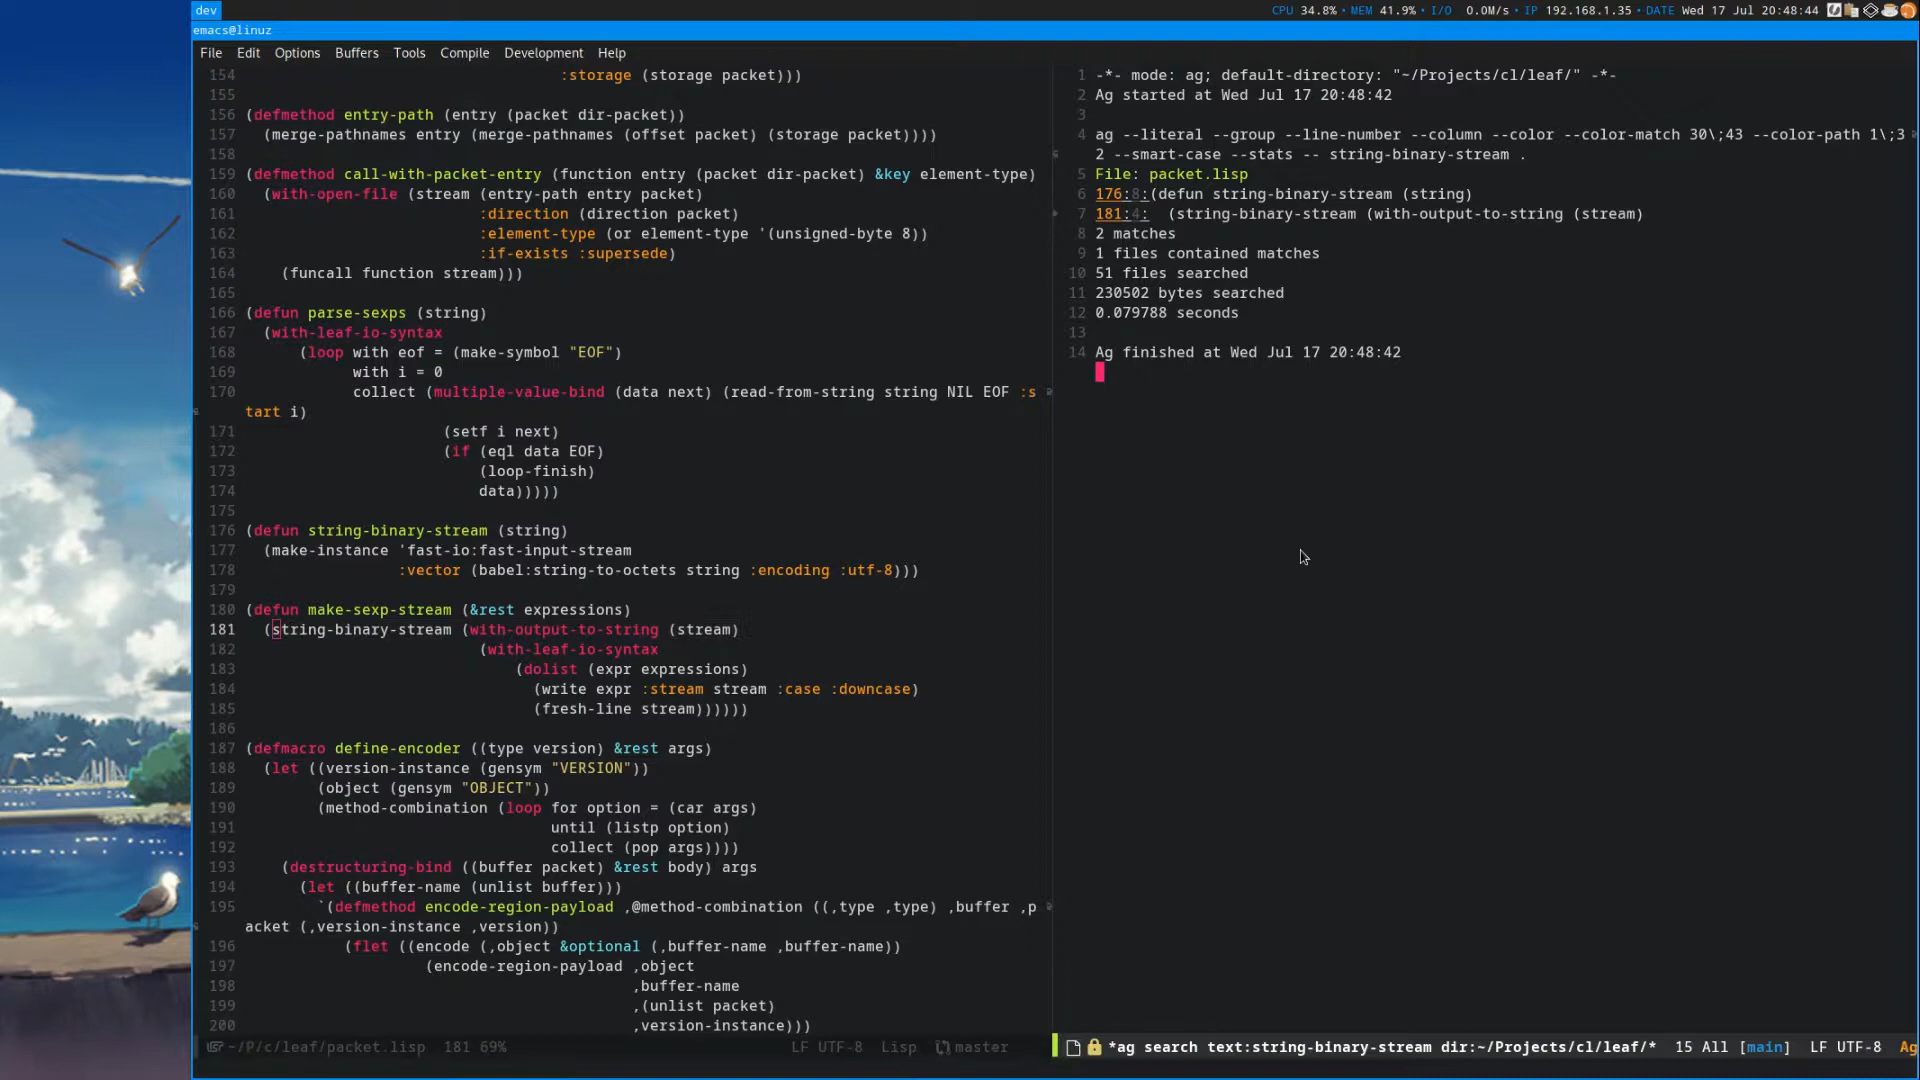 dev
CPU 34.8% • MEM 41.9% • I/O 0.0M/s • IP 192.168.1.35 • DATE Wed 17 Jul 20:48:44
emacs@linuz
File Edit Options Buffers Tools Compile Development Help
154                                    :storage (storage packet)))
155
156 (defmethod entry-path (entry (packet dir-packet))
157   (merge-pathnames entry (merge-pathnames (offset packet) (storage packet))))
158
159 (defmethod call-with-packet-entry (function entry (packet dir-packet) &key element-type)
160   (with-open-file (stream (entry-path entry packet)
161                           :direction (direction packet)
162                           :element-type (or element-type '(unsigned-byte 8))
163                           :if-exists :supersede)
164     (funcall function stream)))
165
166 (defun parse-sexps (string)
167   (with-leaf-io-syntax
168       (loop with eof = (make-symbol "EOF")
169             with i = 0
170             collect (multiple-value-bind (data next) (read-from-string string NIL EOF :s
tart i)
171                       (setf i next)
172                       (if (eql data EOF)
173                           (loop-finish)
174                           data)))))
175
176 (defun string-binary-stream (string)
177   (make-instance 'fast-io:fast-input-stream
178                  :vector (babel:string-to-octets string :encoding :utf-8)))
179
180 (defun make-sexp-stream (&rest expressions)
181   (string-binary-stream (with-output-to-string (stream)
182                           (with-leaf-io-syntax
183                               (dolist (expr expressions)
184                                 (write expr :stream stream :case :downcase)
185                                 (fresh-line stream))))))
186
187 (defmacro define-encoder ((type version) &rest args)
188   (let ((version-instance (gensym "VERSION"))
189         (object (gensym "OBJECT"))
190         (method-combination (loop for option = (car args)
191                                   until (listp option)
192                                   collect (pop args))))
193     (destructuring-bind ((buffer packet) &rest body) args
194       (let ((buffer-name (unlist buffer)))
195         `(defmethod encode-region-payload ,@method-combination ((,type ,type) ,buffer ,p
acket (,version-instance ,version))
196            (flet ((encode (,object &optional (,buffer-name ,buffer-name))
197                     (encode-region-payload ,object
198                                            ,buffer-name
199                                            ,(unlist packet)
200                                            ,version-instance)))
~/P/c/leaf/packet.lisp 181 69% LF UTF-8 Lisp master
1 -*- mode: ag; default-directory: "~/Projects/cl/leaf/" -*-
2 Ag started at Wed Jul 17 20:48:42
3
4 ag --literal --group --line-number --column --color --color-match 30\;43 --color-path 1\;3
2 --smart-case --stats -- string-binary-stream .
5 File: packet.lisp
6 176:8:(defun string-binary-stream (string)
7 181:4:  (string-binary-stream (with-output-to-string (stream)
8 2 matches
9 1 files contained matches
10 51 files searched
11 230502 bytes searched
12 0.079788 seconds
13
14 Ag finished at Wed Jul 17 20:48:42
*ag search text:string-binary-stream dir:~/Projects/cl/leaf/* 15 All [main] LF UTF-8 Ag